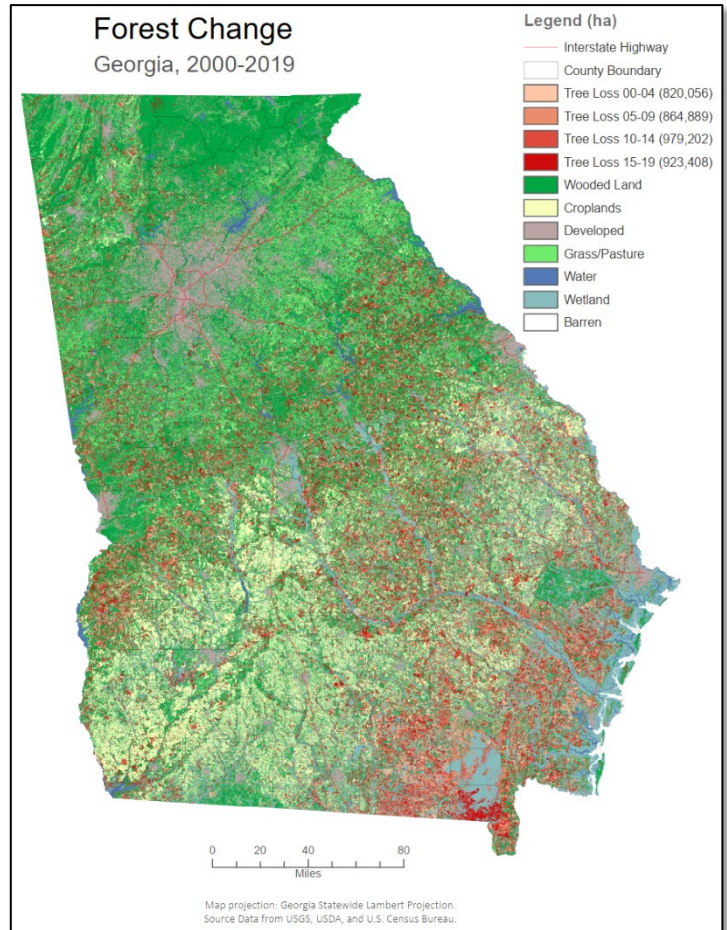 Forest Change
Georgia, 2000-2019
Legend (ha)
Interstate Highway
County Boundary
Tree Loss 00-04 (820,056)
Tree Loss 05-09 (864,889)
Tree Loss 10-14 (979,202)
Tree Loss 15-19 (923,408)
Wooded Land
Croplands
Developed
Grass/Pasture
Water
Wetland
Barren
0 20 40 80
Miles
Map projection: Georgia Statewide Lambert Projection.
Source Data from USGS, USDA, and U.S. Census Bureau.